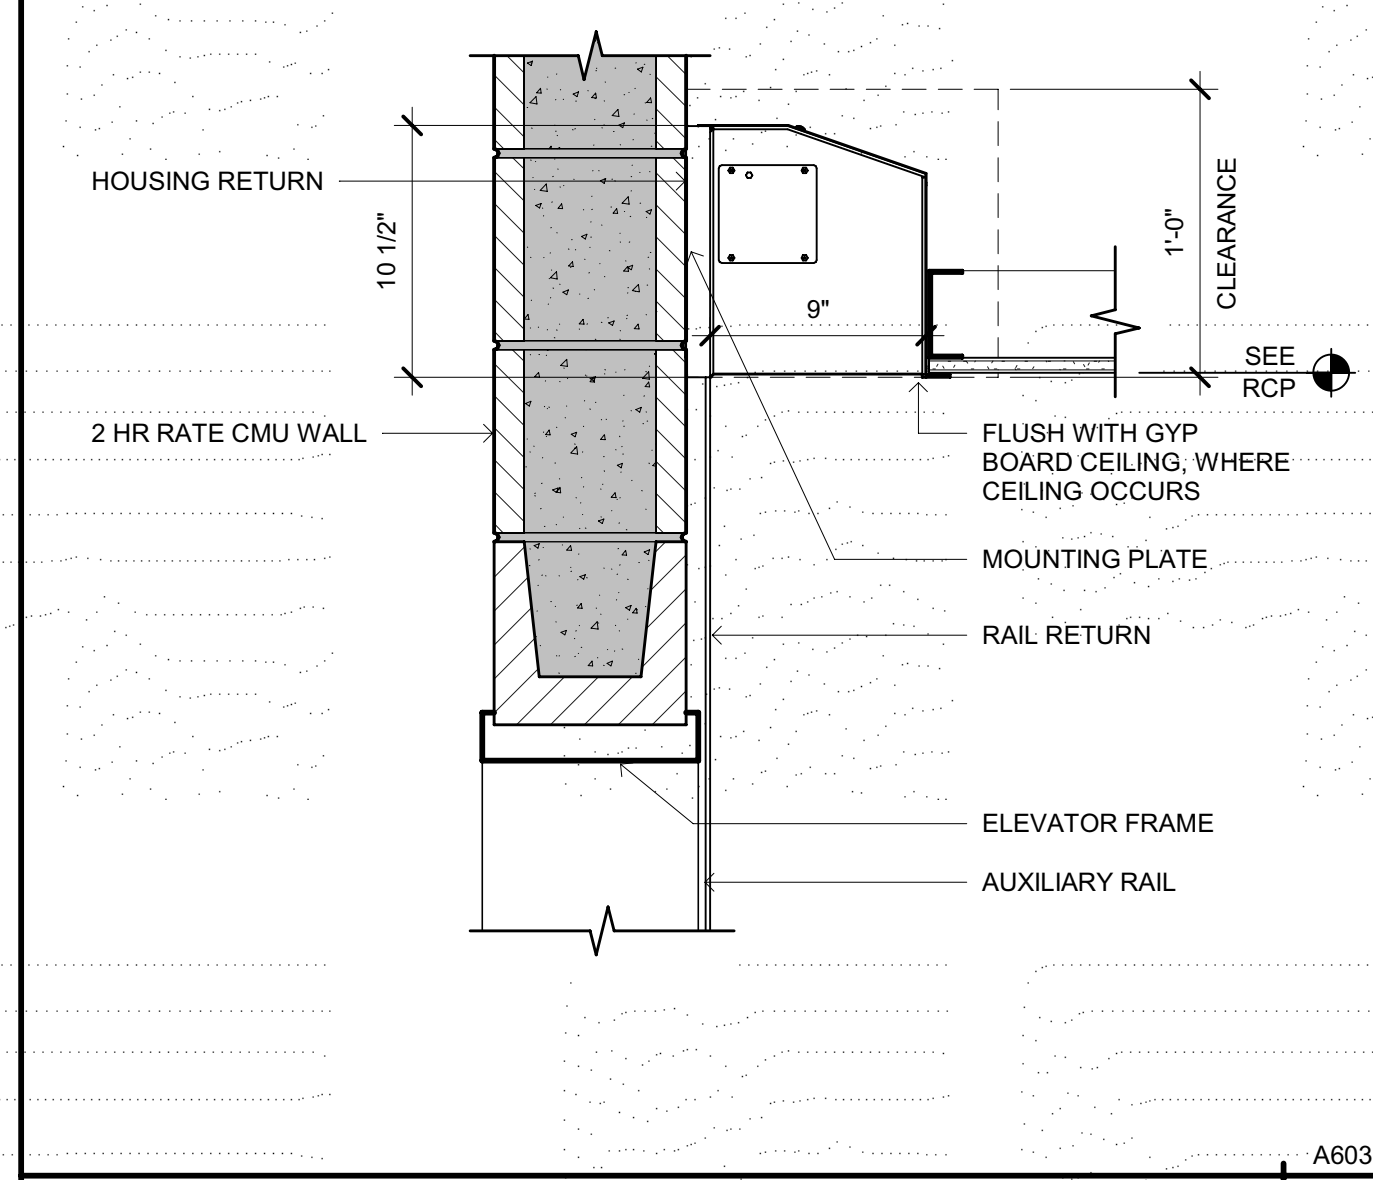 HOUSING RETURN
10 1/2"
9"
1'-0"
CLEARANCE
SEE
RCP
2 HR RATE CMU WALL
FLUSH WITH GYP
BOARD CEILING, WHERE
CEILING OCCURS
MOUNTING PLATE
RAIL RETURN
ELEVATOR FRAME
AUXILIARY RAIL
A603